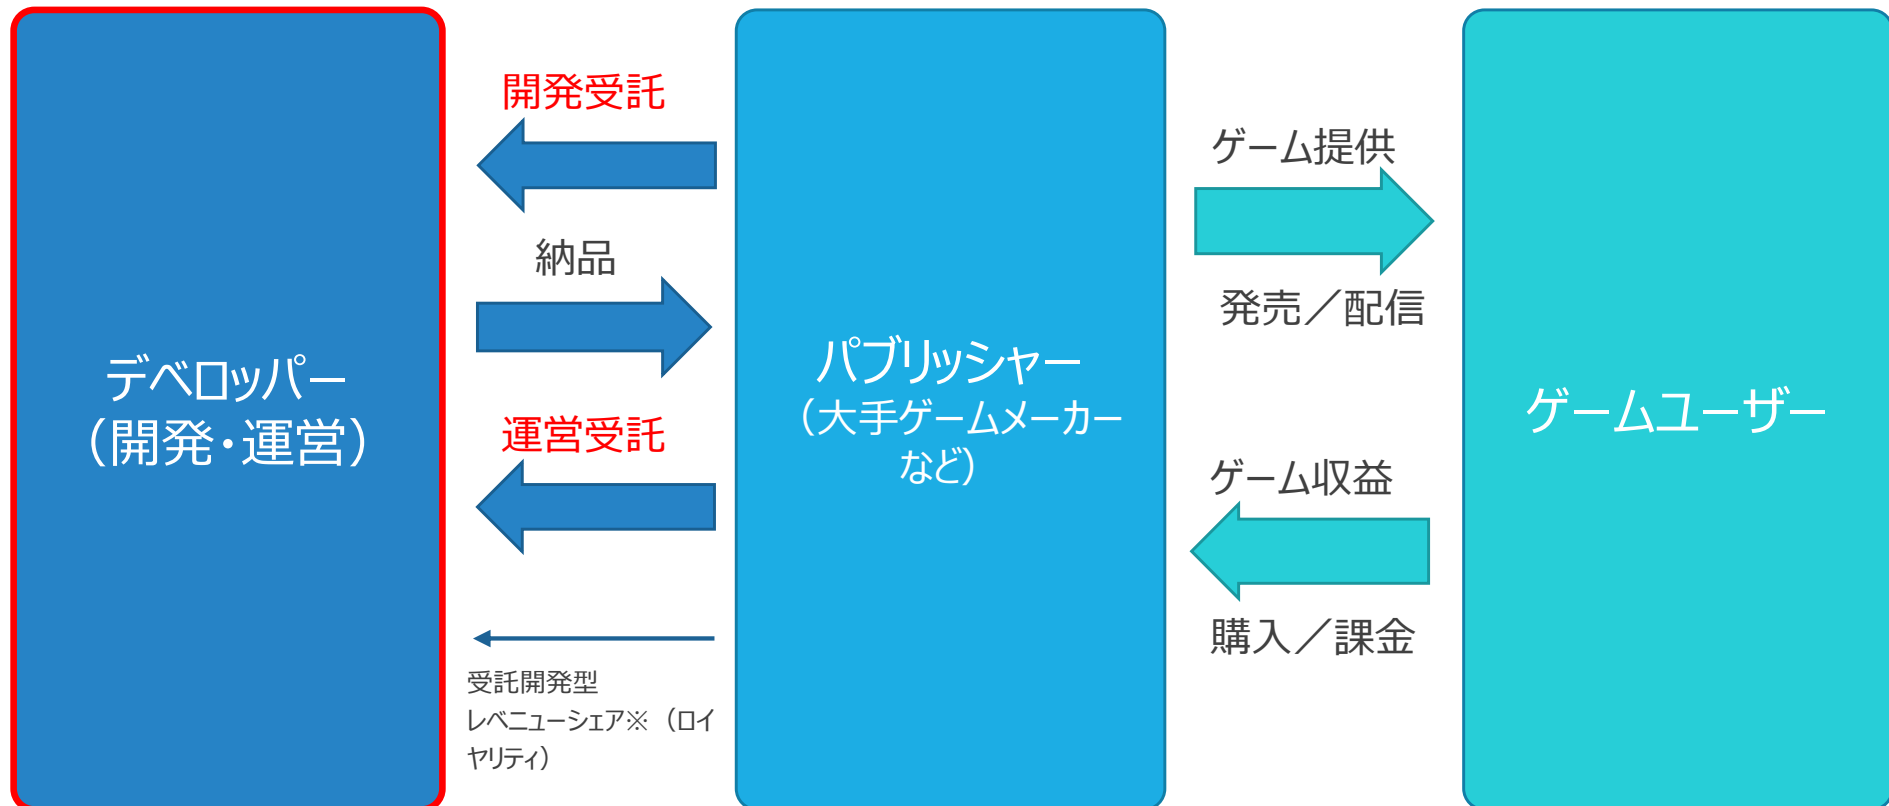 デベロッパー
（開発・運営）
開発受託
納品
運営受託
受託開発型
レベニューシェア※（ロイ
ヤリティ）
パブリッシャー
（大手ゲームメーカー
など）
ゲーム提供
発売／配信
ゲーム収益
購入／課金
ゲームユーザー